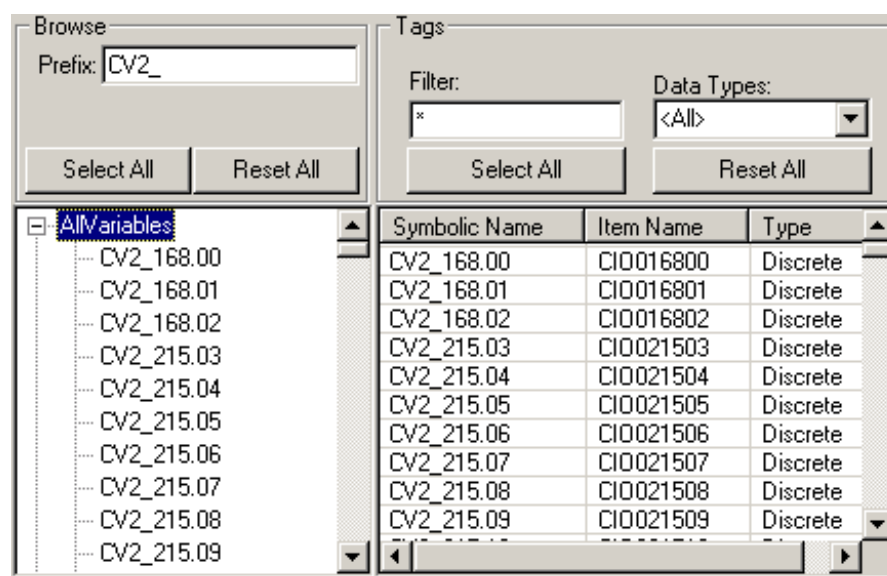 Browse
Prefix: CV2_
Select All Reset All
Tags
Filter: Data Types:
* <All>
Select All Reset All
AllVariables
CV2_168.00
CV2_168.01
CV2_168.02
CV2_215.03
CV2_215.04
CV2_215.05
CV2_215.06
CV2_215.07
CV2_215.08
CV2_215.09
Symbolic Name Item Name Type
CV2_168.00 CIO016800 Discrete
CV2_168.01 CIO016801 Discrete
CV2_168.02 CIO016802 Discrete
CV2_215.03 CIO021503 Discrete
CV2_215.04 CIO021504 Discrete
CV2_215.05 CIO021505 Discrete
CV2_215.06 CIO021506 Discrete
CV2_215.07 CIO021507 Discrete
CV2_215.08 CIO021508 Discrete
CV2_215.09 CIO021509 Discrete